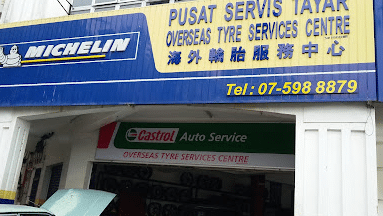 MICHELIN
PUSAT SERVIS TAYAR
OVERSEAS TYRE SERVICES CENTRE
海外輪胎服務中心
Tel : 07-598 8879
Castrol Auto Service
OVERSEAS TYRE SERVICES CENTRE